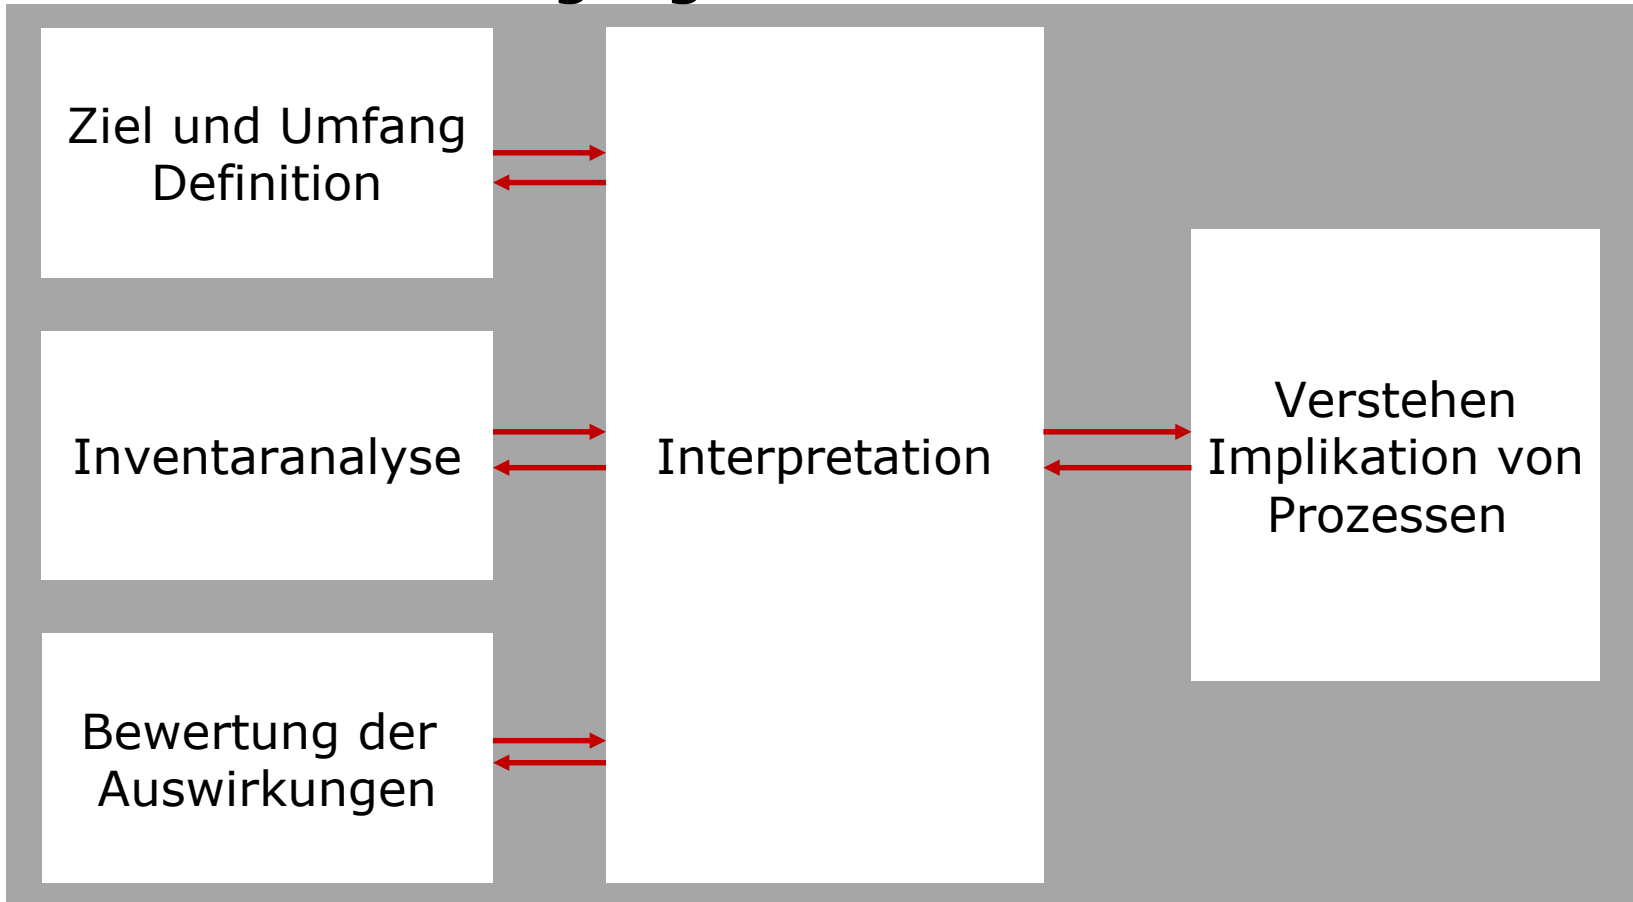 Ziel und Umfang
Definition
Inventaranalyse
Bewertung der
Auswirkungen
Interpretation
Verstehen
Implikation von
Prozessen